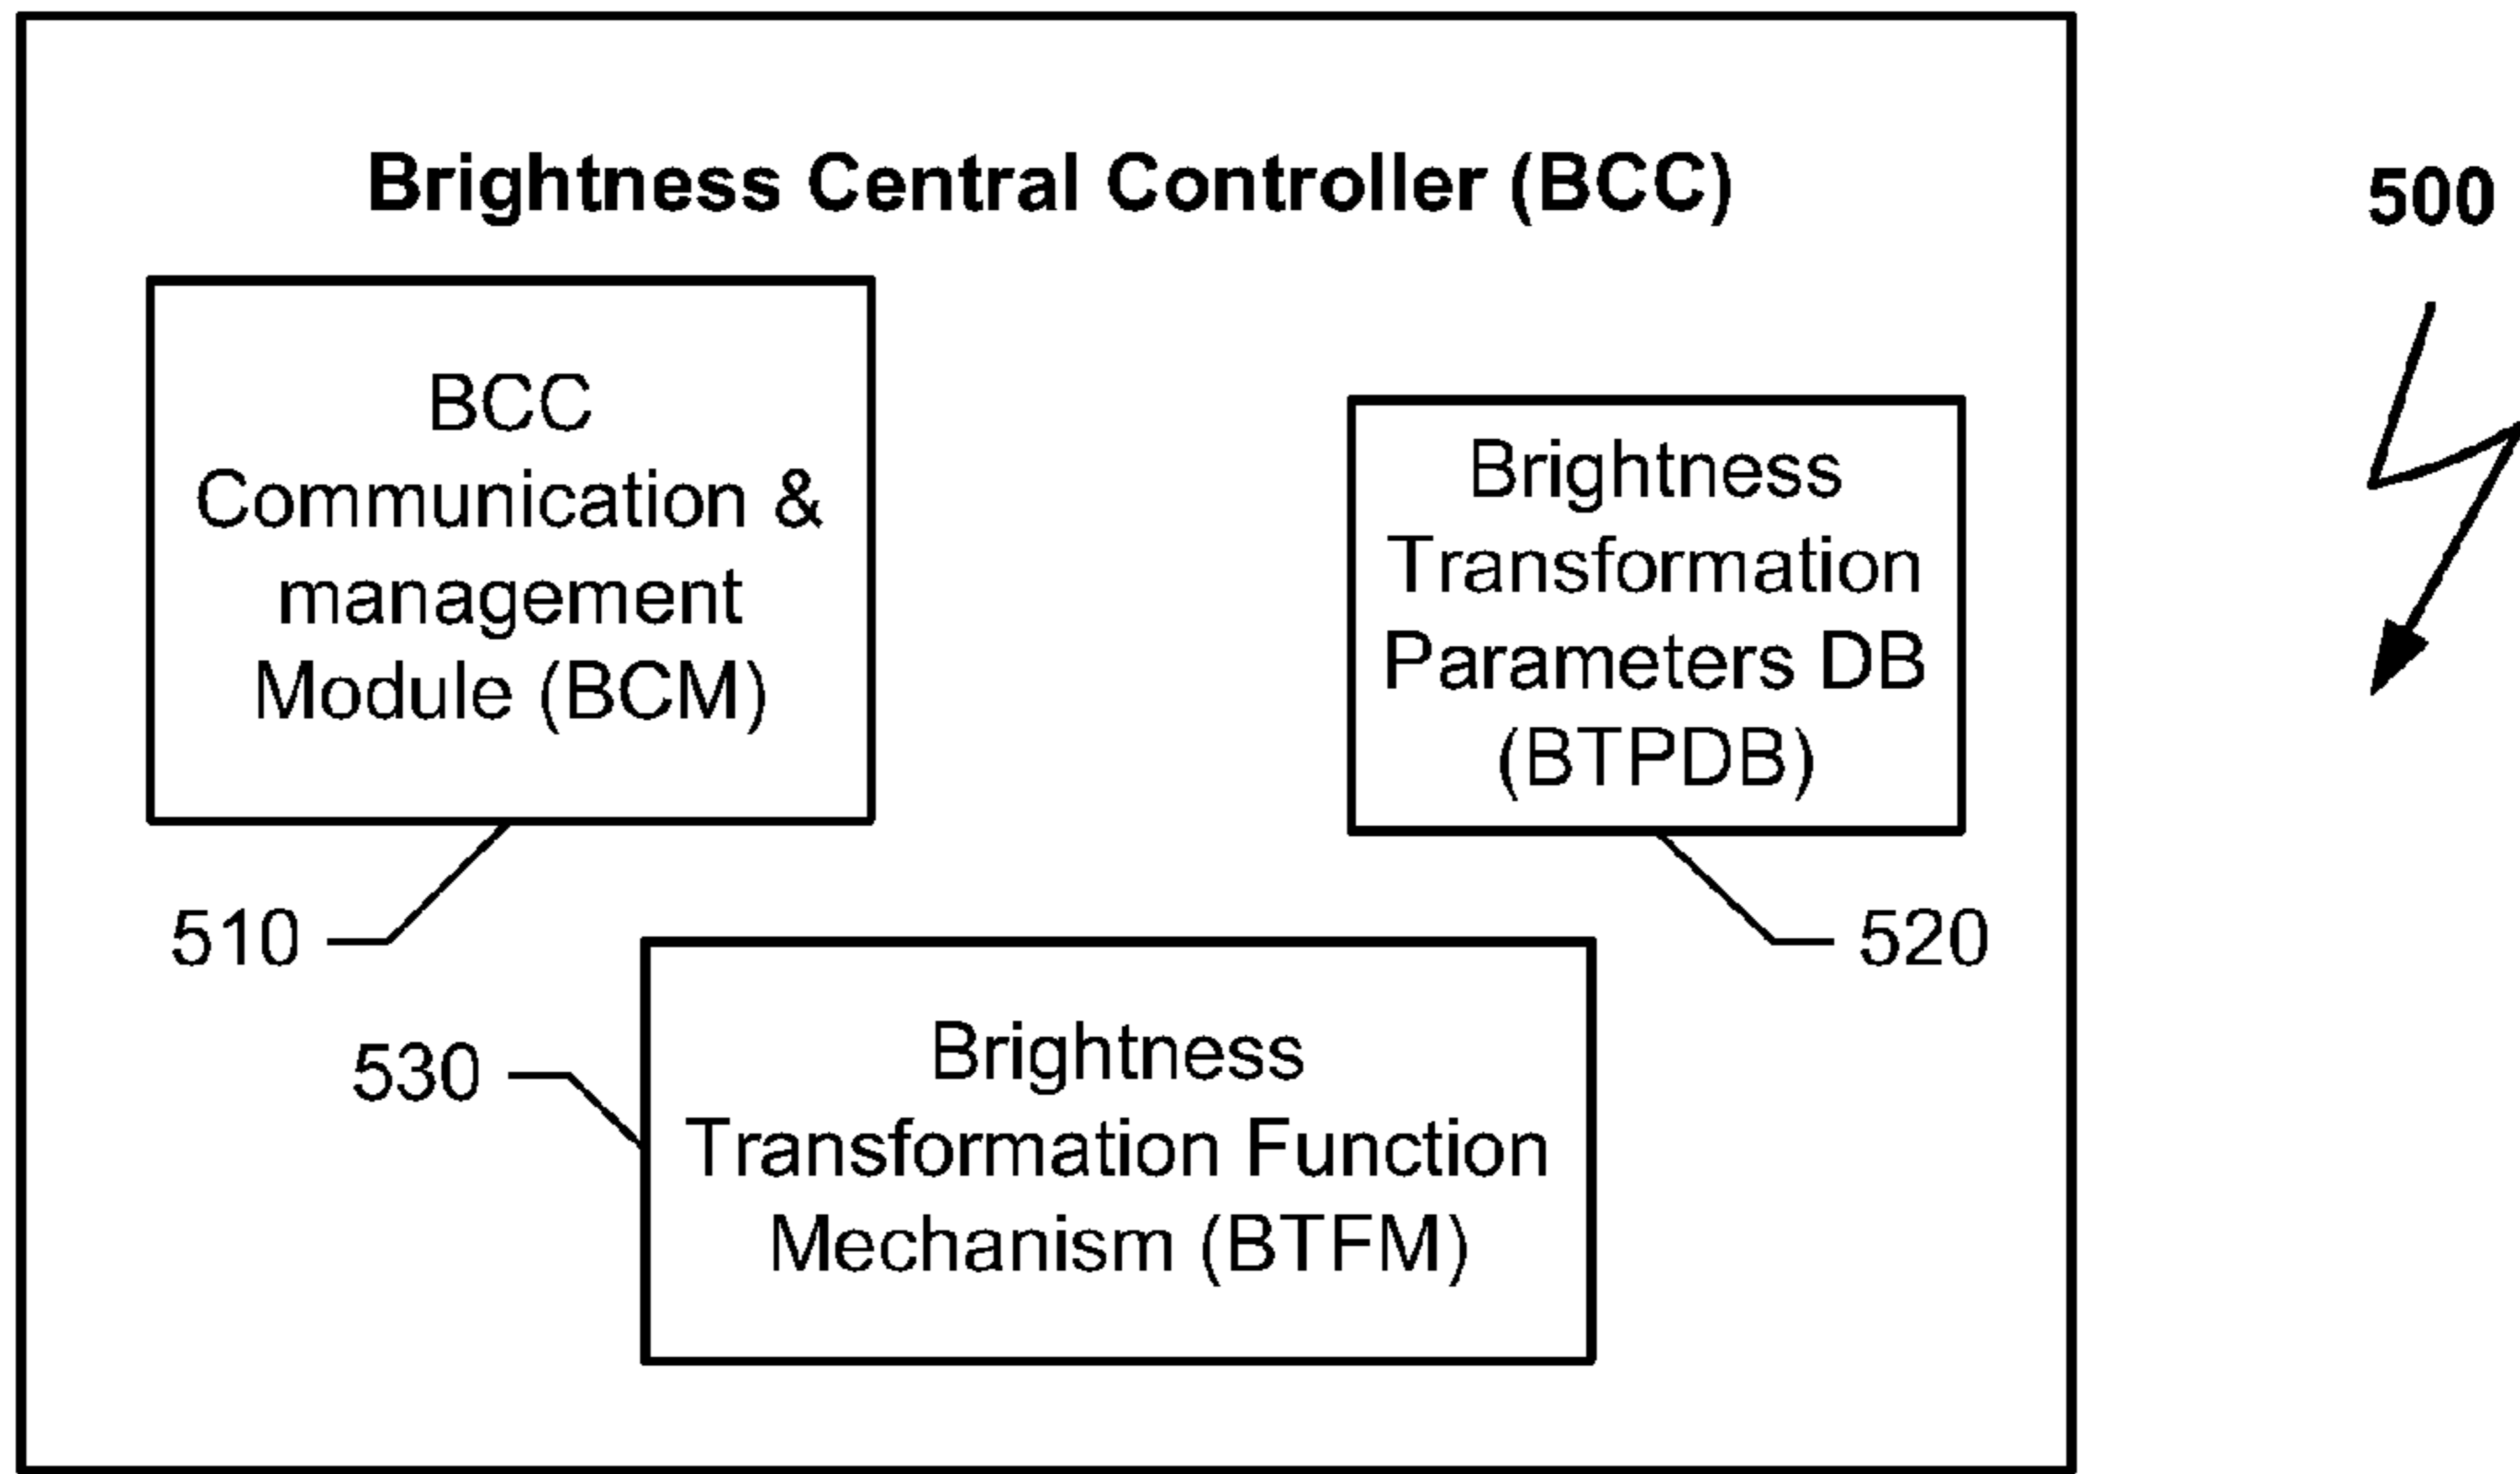 Brightness Central Controller (BCC)
500
BCC
Communication &
management
Module (BCM)
Brightness
Transformation
Parameters DB
(BTPDB)
510
520
530
Brightness
Transformation Function
Mechanism (BTFM)